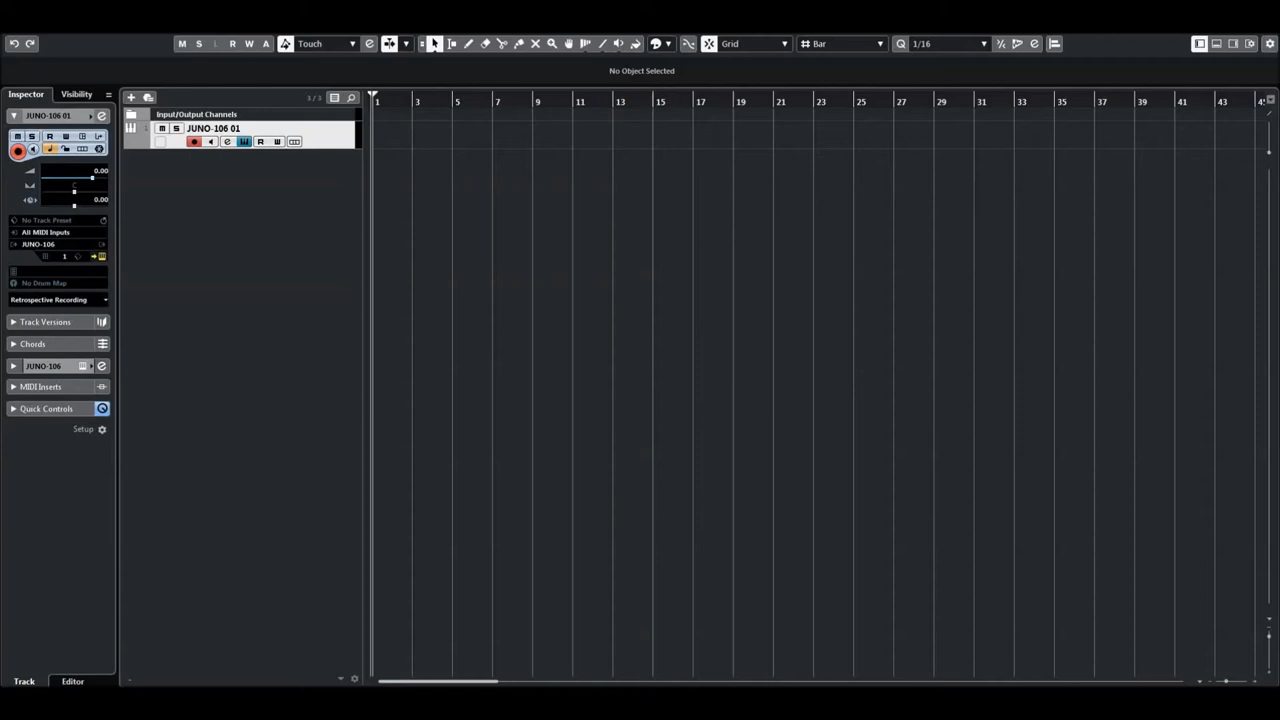 M S L R W A Touch Grid Bar 1/16
No Object Selected
Inspector Visibility 3 / 3 1 3 5 7 9 11 13 15 17 19 21 23 25 27 29 31 33 35 37 39 41 43
Input/Output Channels
JUNO-106 01
M S JUNO-106 01
M S R W
R W
0.00
C
0.00
No Track Preset
All MIDI Inputs
JUNO-106
1
No Drum Map
Retrospective Recording
Track Versions
Chords
JUNO-106
MIDI Inserts
Quick Controls
Setup
Track Editor